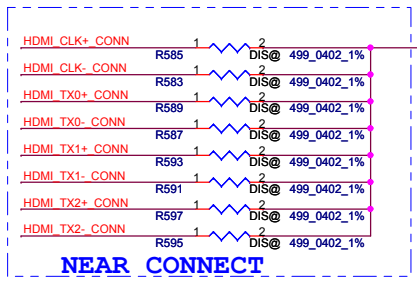 HDMI_CLK+_CONN 1 2
R585 DIS@ 499_0402_1%
HDMI_CLK-_CONN 1 2
R583 DIS@ 499_0402_1%
HDMI_TX0+_CONN 1 2
R589 DIS@ 499_0402_1%
HDMI_TX0-_CONN 1 2
R587 DIS@ 499_0402_1%
HDMI_TX1+_CONN 1 2
R593 DIS@ 499_0402_1%
HDMI_TX1-_CONN 1 2
R591 DIS@ 499_0402_1%
HDMI_TX2+_CONN 1 2
R597 DIS@ 499_0402_1%
HDMI_TX2-_CONN 1 2
R595 DIS@ 499_0402_1%
NEAR CONNECT